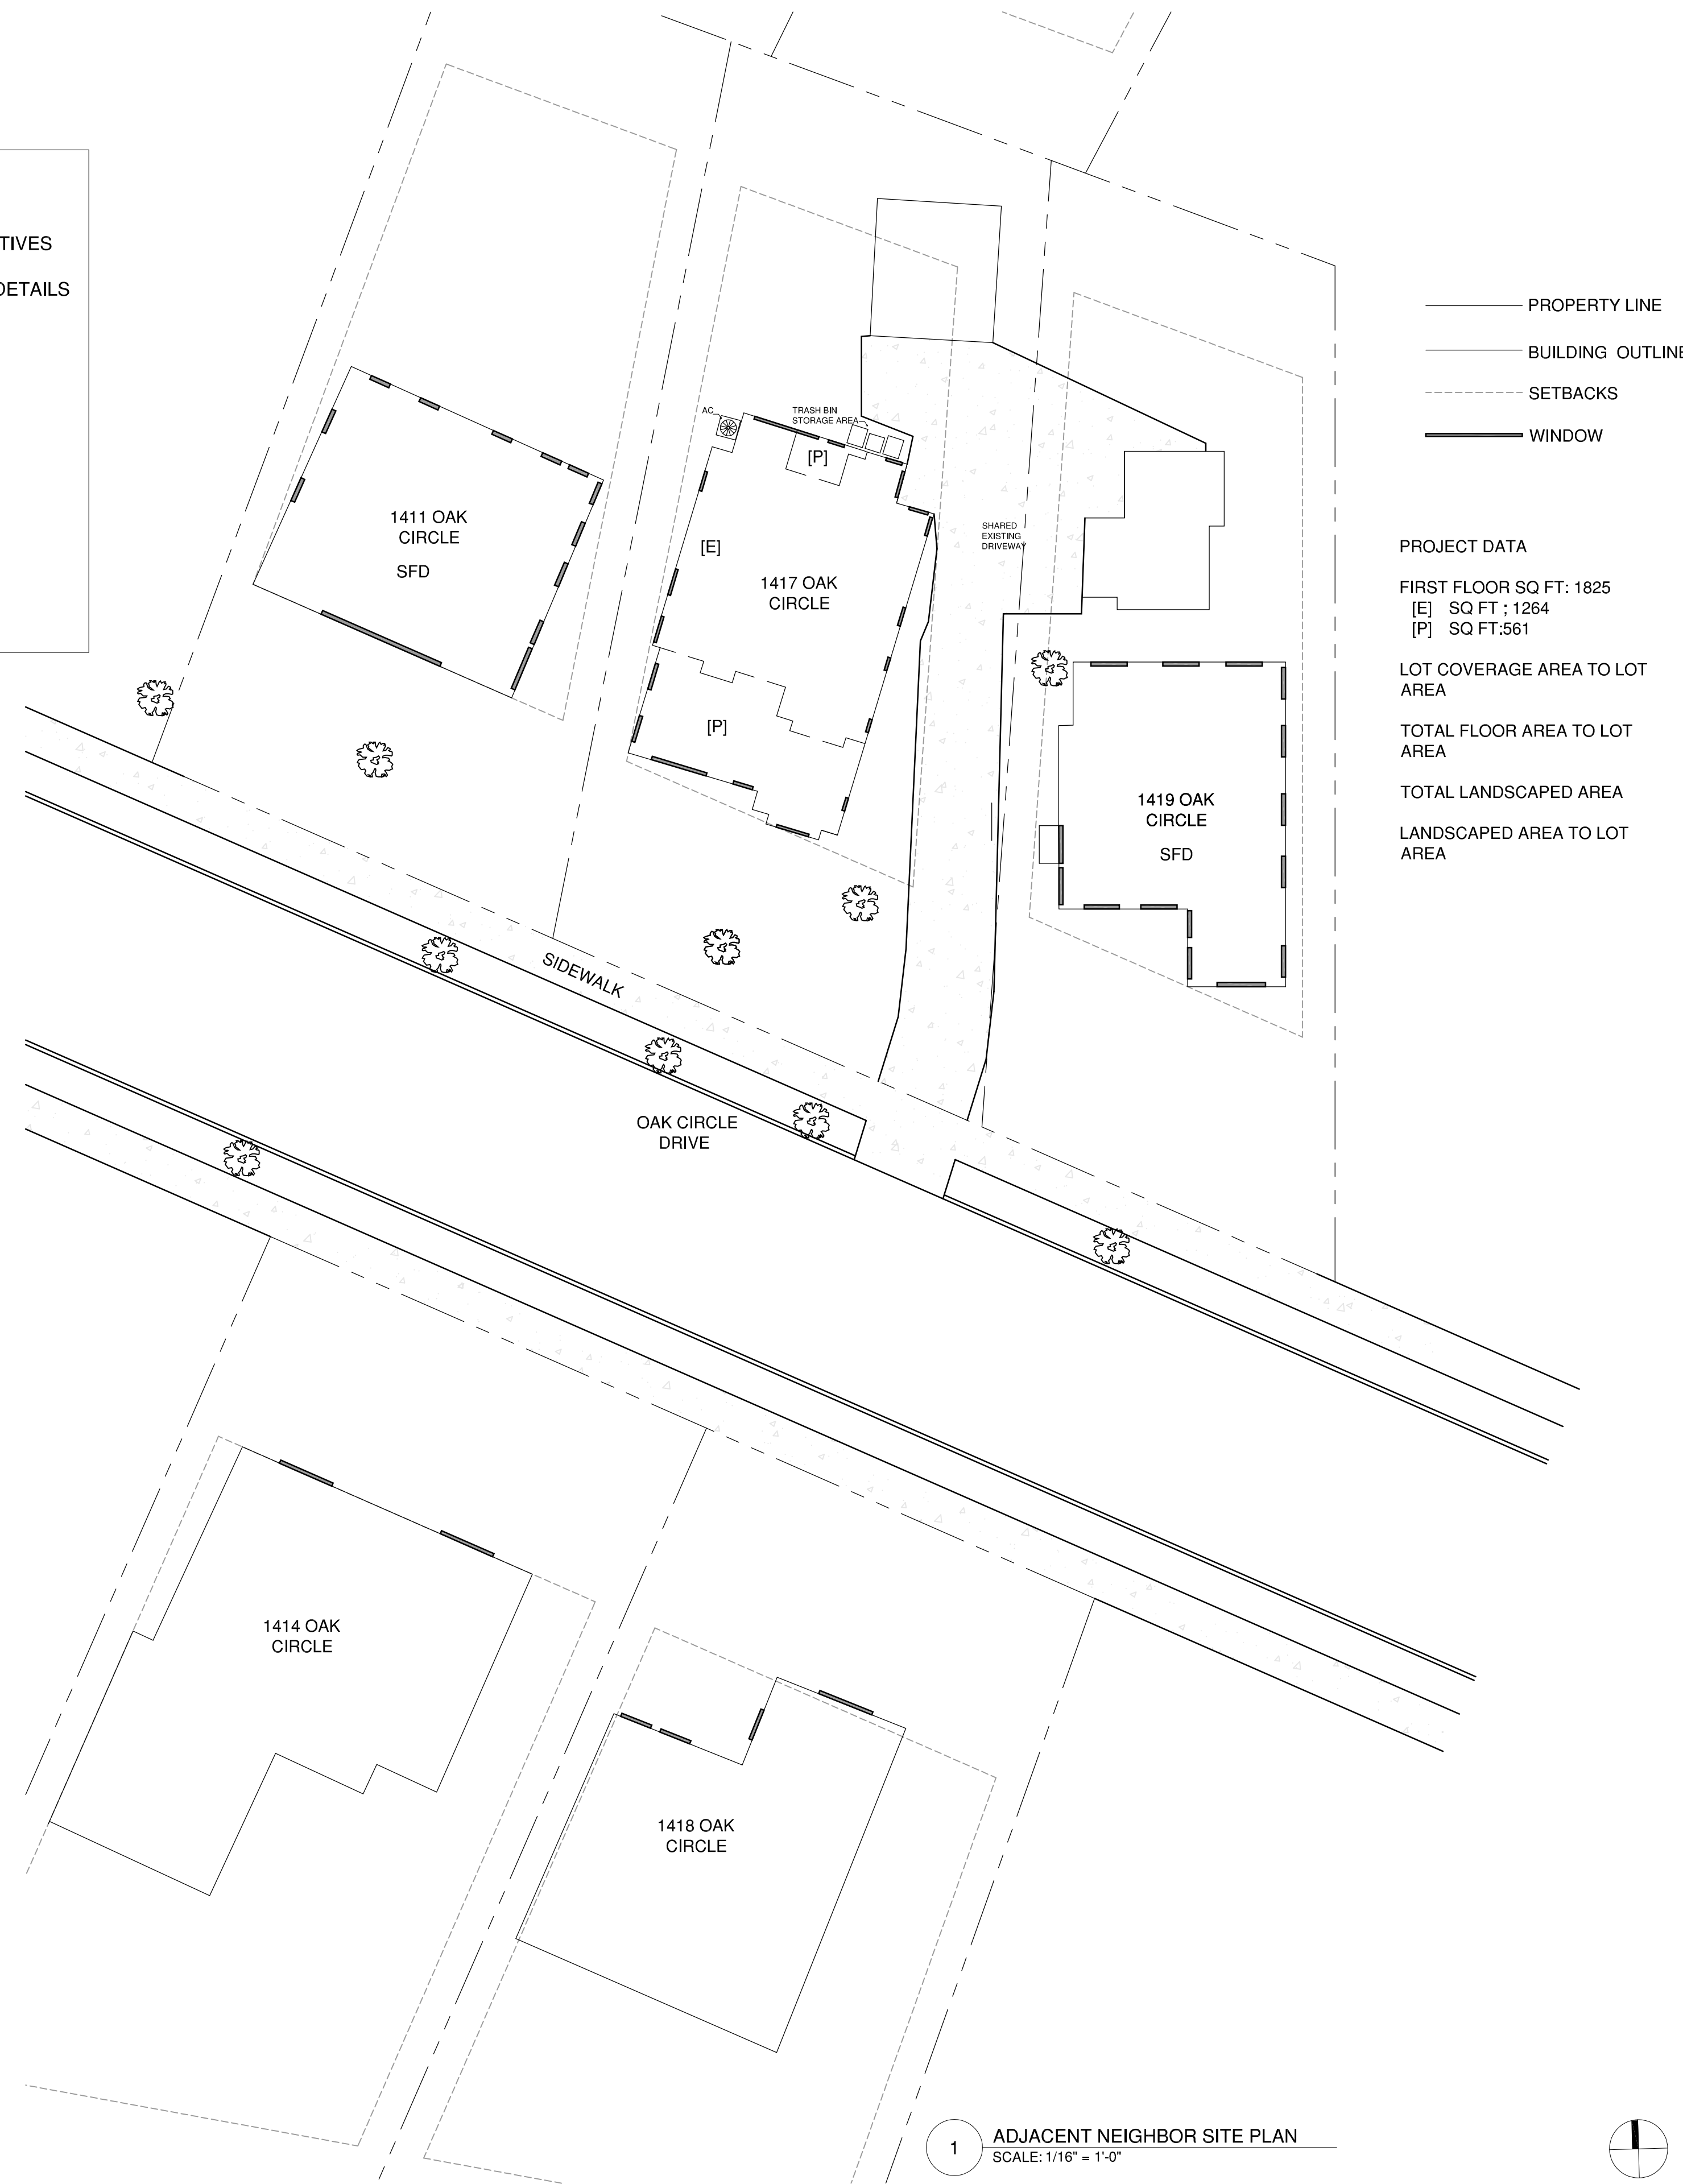 TIVES
DETAILS
PROPERTY LINE
BUILDING OUTLINE
SETBACKS
WINDOW
AC
TRASH BIN
STORAGE AREA
[P]
1411 OAK
CIRCLE
SFD
[E]
1417 OAK
CIRCLE
[P]
SHARED
EXISTING
DRIVEWAY
1419 OAK
CIRCLE
SFD
PROJECT DATA
FIRST FLOOR SQ FT: 1825
[E] SQ FT ; 1264
[P] SQ FT:561
LOT COVERAGE AREA TO LOT
AREA
TOTAL FLOOR AREA TO LOT
AREA
TOTAL LANDSCAPED AREA
LANDSCAPED AREA TO LOT
AREA
SIDEWALK
OAK CIRCLE
DRIVE
1414 OAK
CIRCLE
1418 OAK
CIRCLE
1
ADJACENT NEIGHBOR SITE PLAN
SCALE: 1/16" = 1'-0"